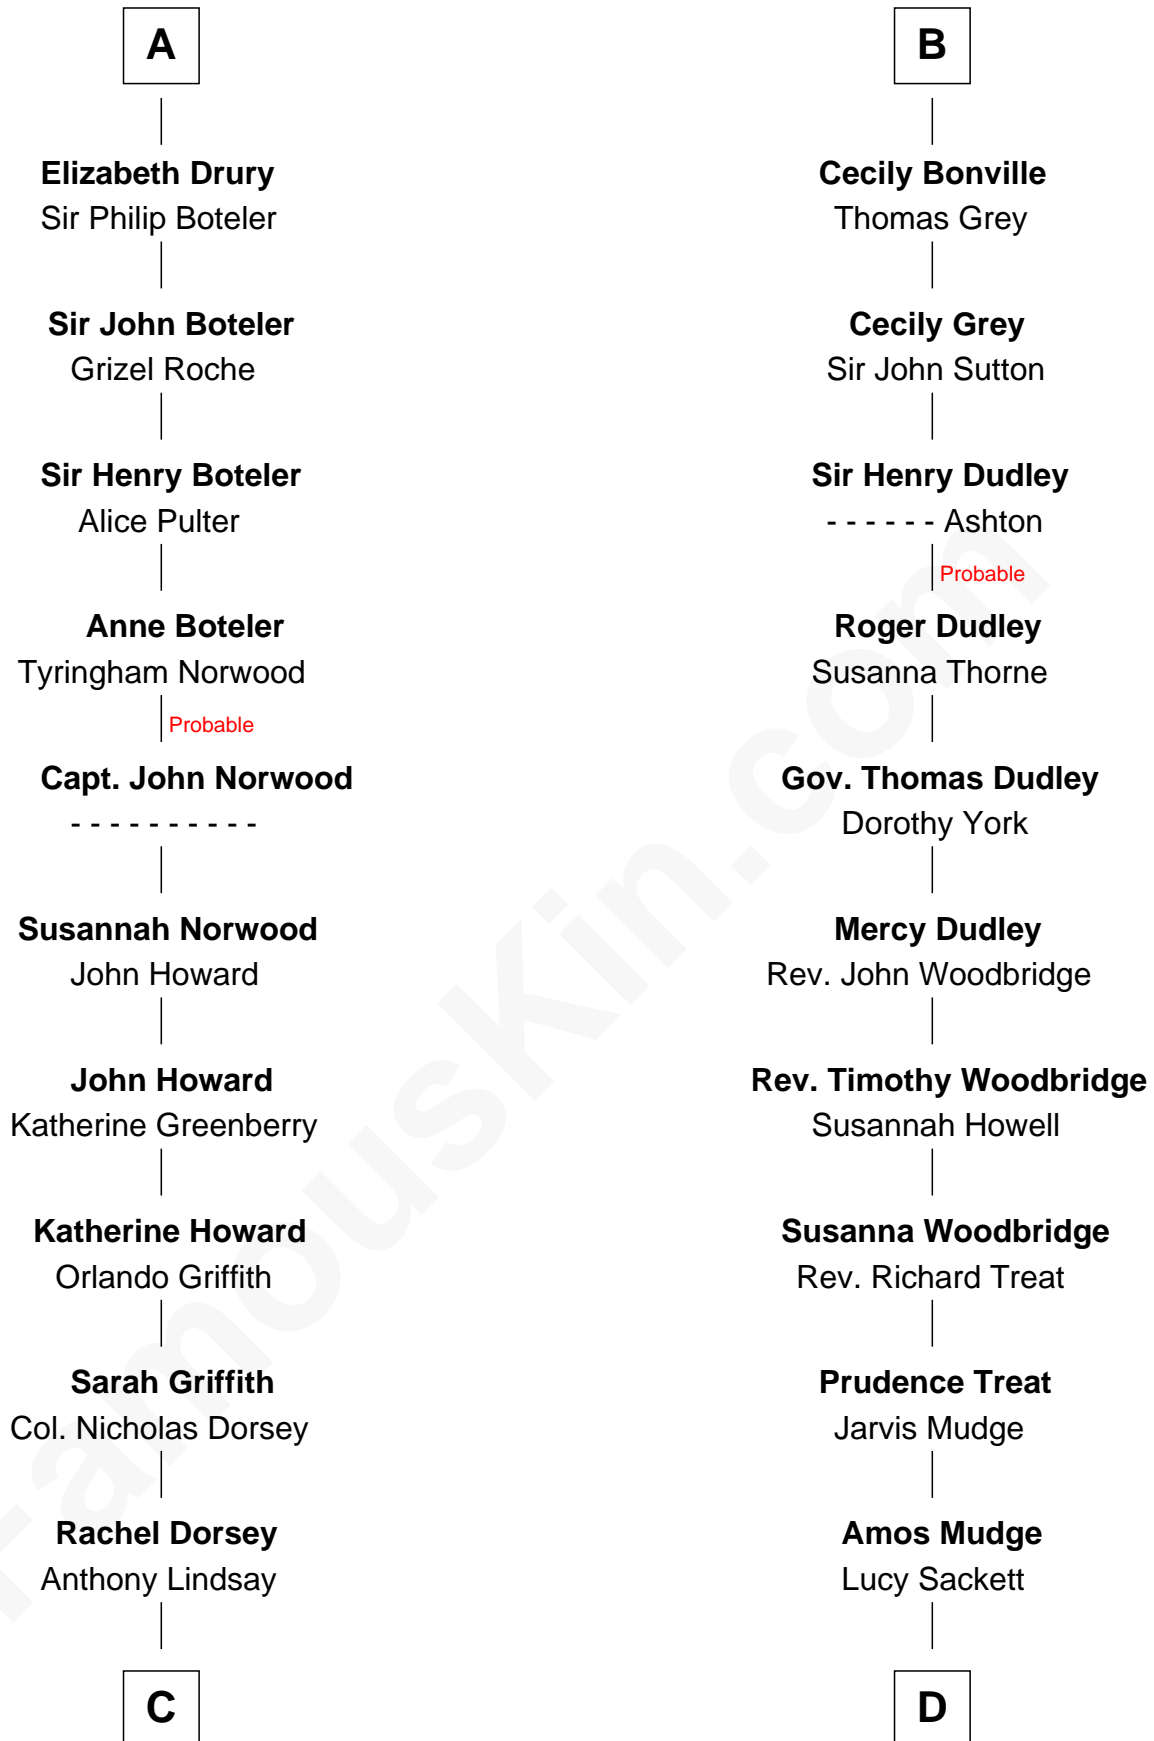 A
Elizabeth Drury
Sir Philip Boteler
Sir John Boteler
Grizel Roche
Sir Henry Boteler
Alice Pulter
Anne Boteler
Tyringham Norwood
Probable
Capt. John Norwood
- - - - - - - - - -
Susannah Norwood
John Howard
John Howard
Katherine Greenberry
Katherine Howard
Orlando Griffith
Sarah Griffith
Col. Nicholas Dorsey
Rachel Dorsey
Anthony Lindsay
C
B
Cecily Bonville
Thomas Grey
Cecily Grey
Sir John Sutton
Sir Henry Dudley
- - - - - - Ashton
Probable
Roger Dudley
Susanna Thorne
Gov. Thomas Dudley
Dorothy York
Mercy Dudley
Rev. John Woodbridge
Rev. Timothy Woodbridge
Susannah Howell
Susanna Woodbridge
Rev. Richard Treat
Prudence Treat
Jarvis Mudge
Amos Mudge
Lucy Sackett
D
FamousKin.com